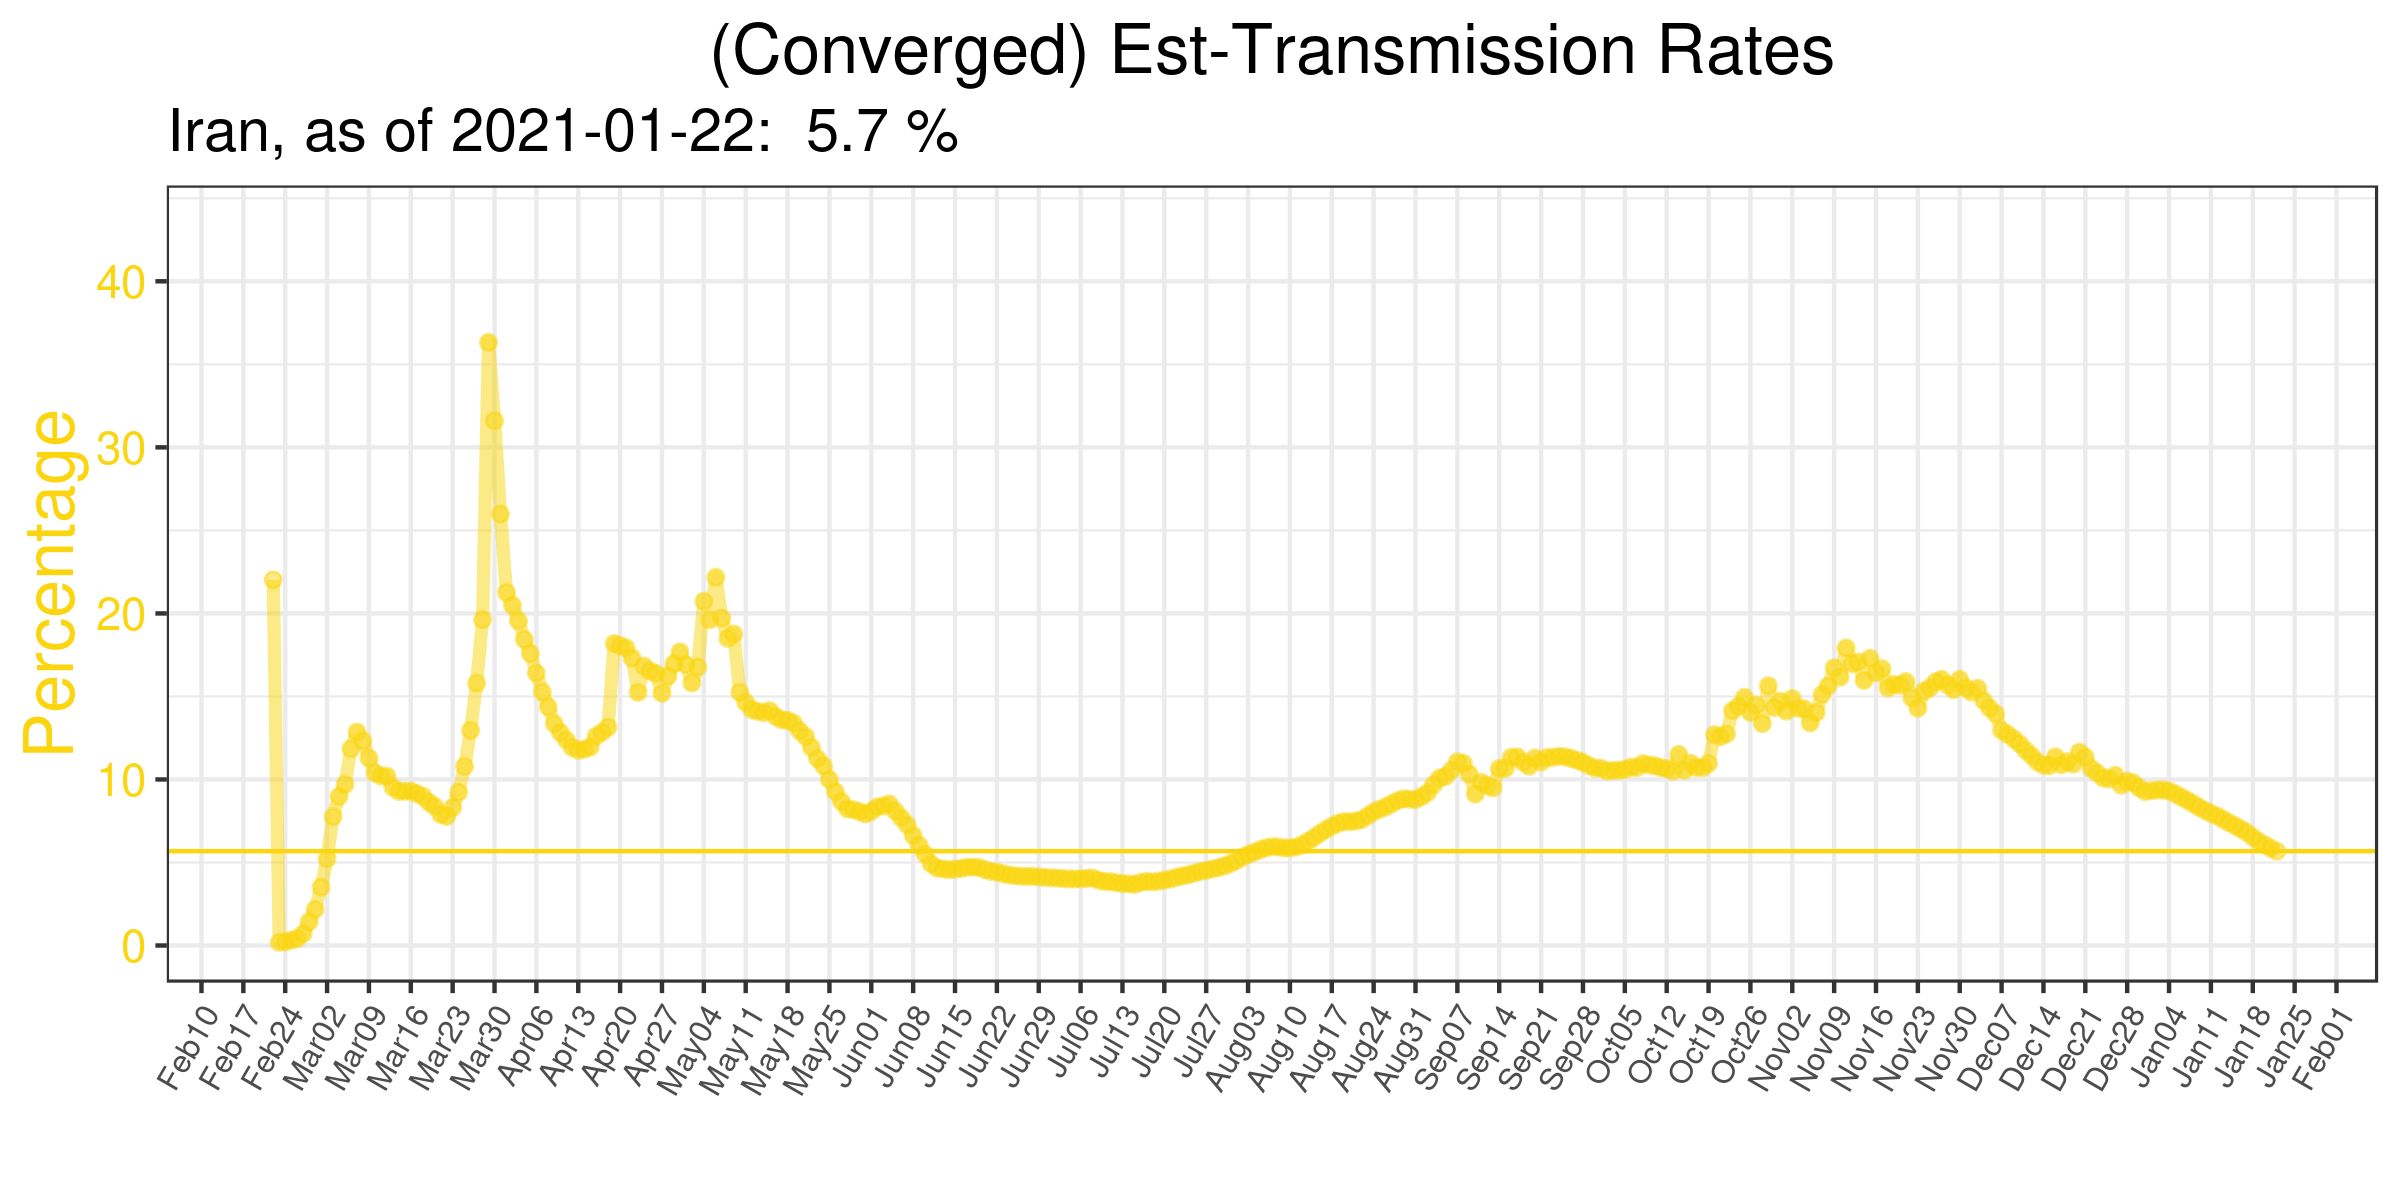 (Converged) Est-Transmission Rates
Iran, as of 2021-01-22:  5.7 %
Percentage
40
30
20
10
0
Feb10
Feb17
Feb24
Mar02
Mar09
Mar16
Mar23
Mar30
Apr06
Apr13
Apr20
Apr27
May04
May11
May18
May25
Jun01
Jun08
Jun15
Jun22
Jun29
Jul06
Jul13
Jul20
Jul27
Aug03
Aug10
Aug17
Aug24
Aug31
Sep07
Sep14
Sep21
Sep28
Oct05
Oct12
Oct19
Oct26
Nov02
Nov09
Nov16
Nov23
Nov30
Dec07
Dec14
Dec21
Dec28
Jan04
Jan11
Jan18
Jan25
Feb01